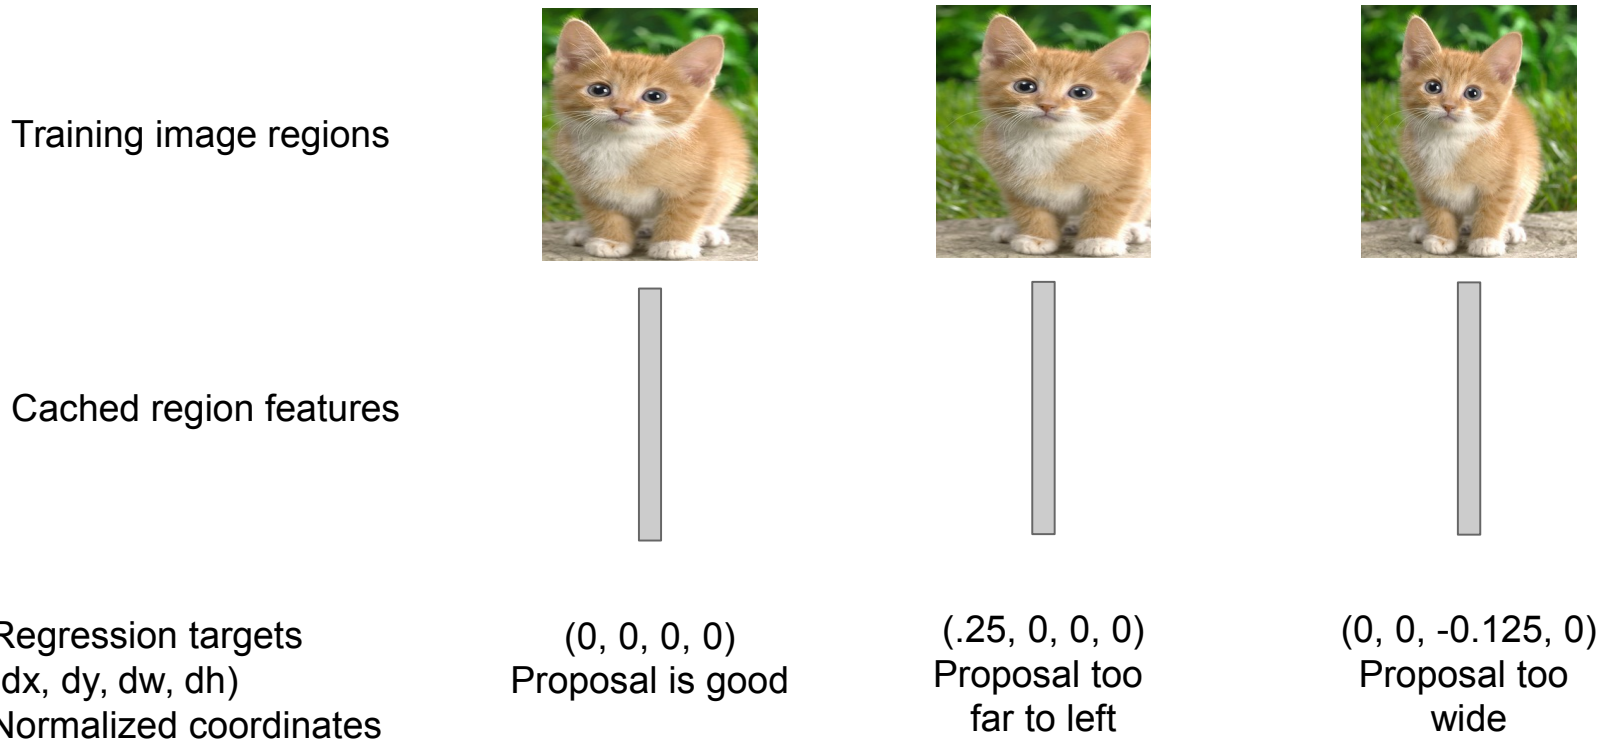 Training image regions
Cached region features
Regression targets
dx, dy, dw, dh)
Normalized coordinates
(0, 0, 0, 0)
Proposal is good
(.25, 0, 0, 0)
Proposal too
far to left
(0, 0, -0.125, 0)
Proposal too
wide